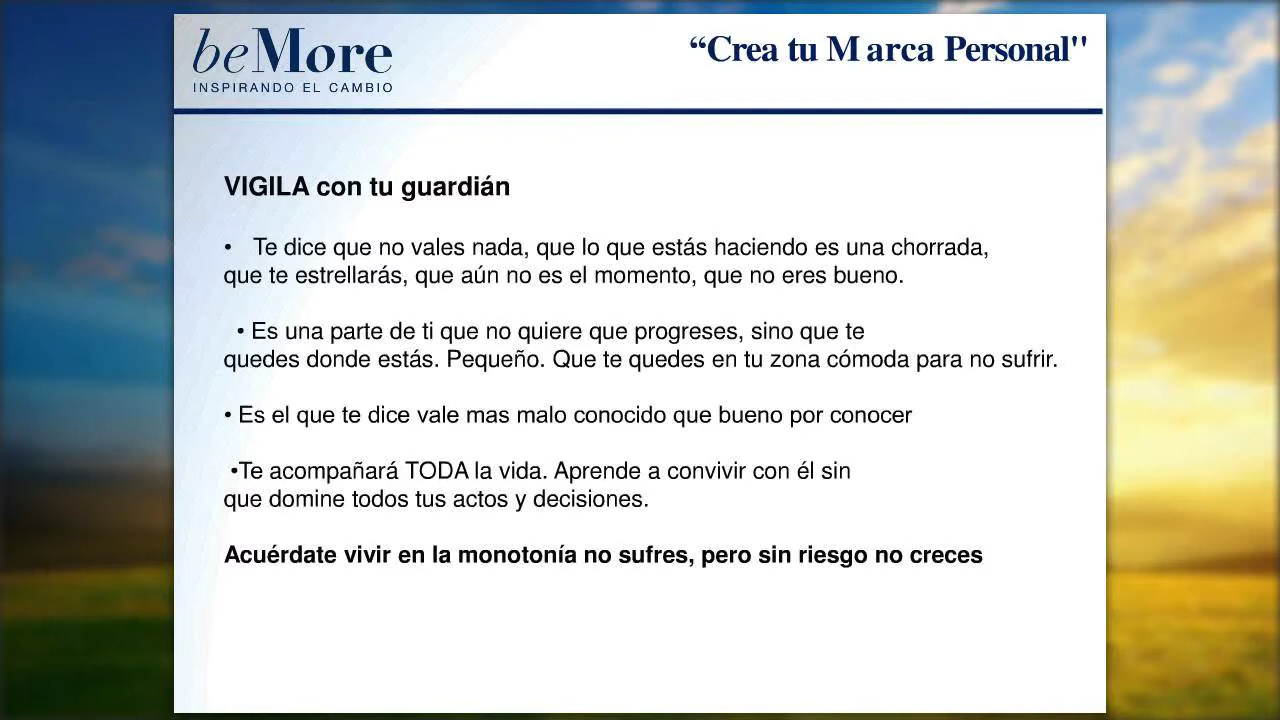 beMore
INSPIRANDO EL CAMBIO
“Crea tu Marca Personal"
VIGILA con tu guardián
• Te dice que no vales nada, que lo que estás haciendo es una chorrada,
que te estrellarás, que aún no es el momento, que no eres bueno.
• Es una parte de ti que no quiere que progreses, sino que te
quedes donde estás. Pequeño. Que te quedes en tu zona cómoda para no sufrir.
• Es el que te dice vale mas malo conocido que bueno por conocer
•Te acompañará TODA la vida. Aprende a convivir con él sin
que domine todos tus actos y decisiones.
Acuérdate vivir en la monotonía no sufres, pero sin riesgo no creces